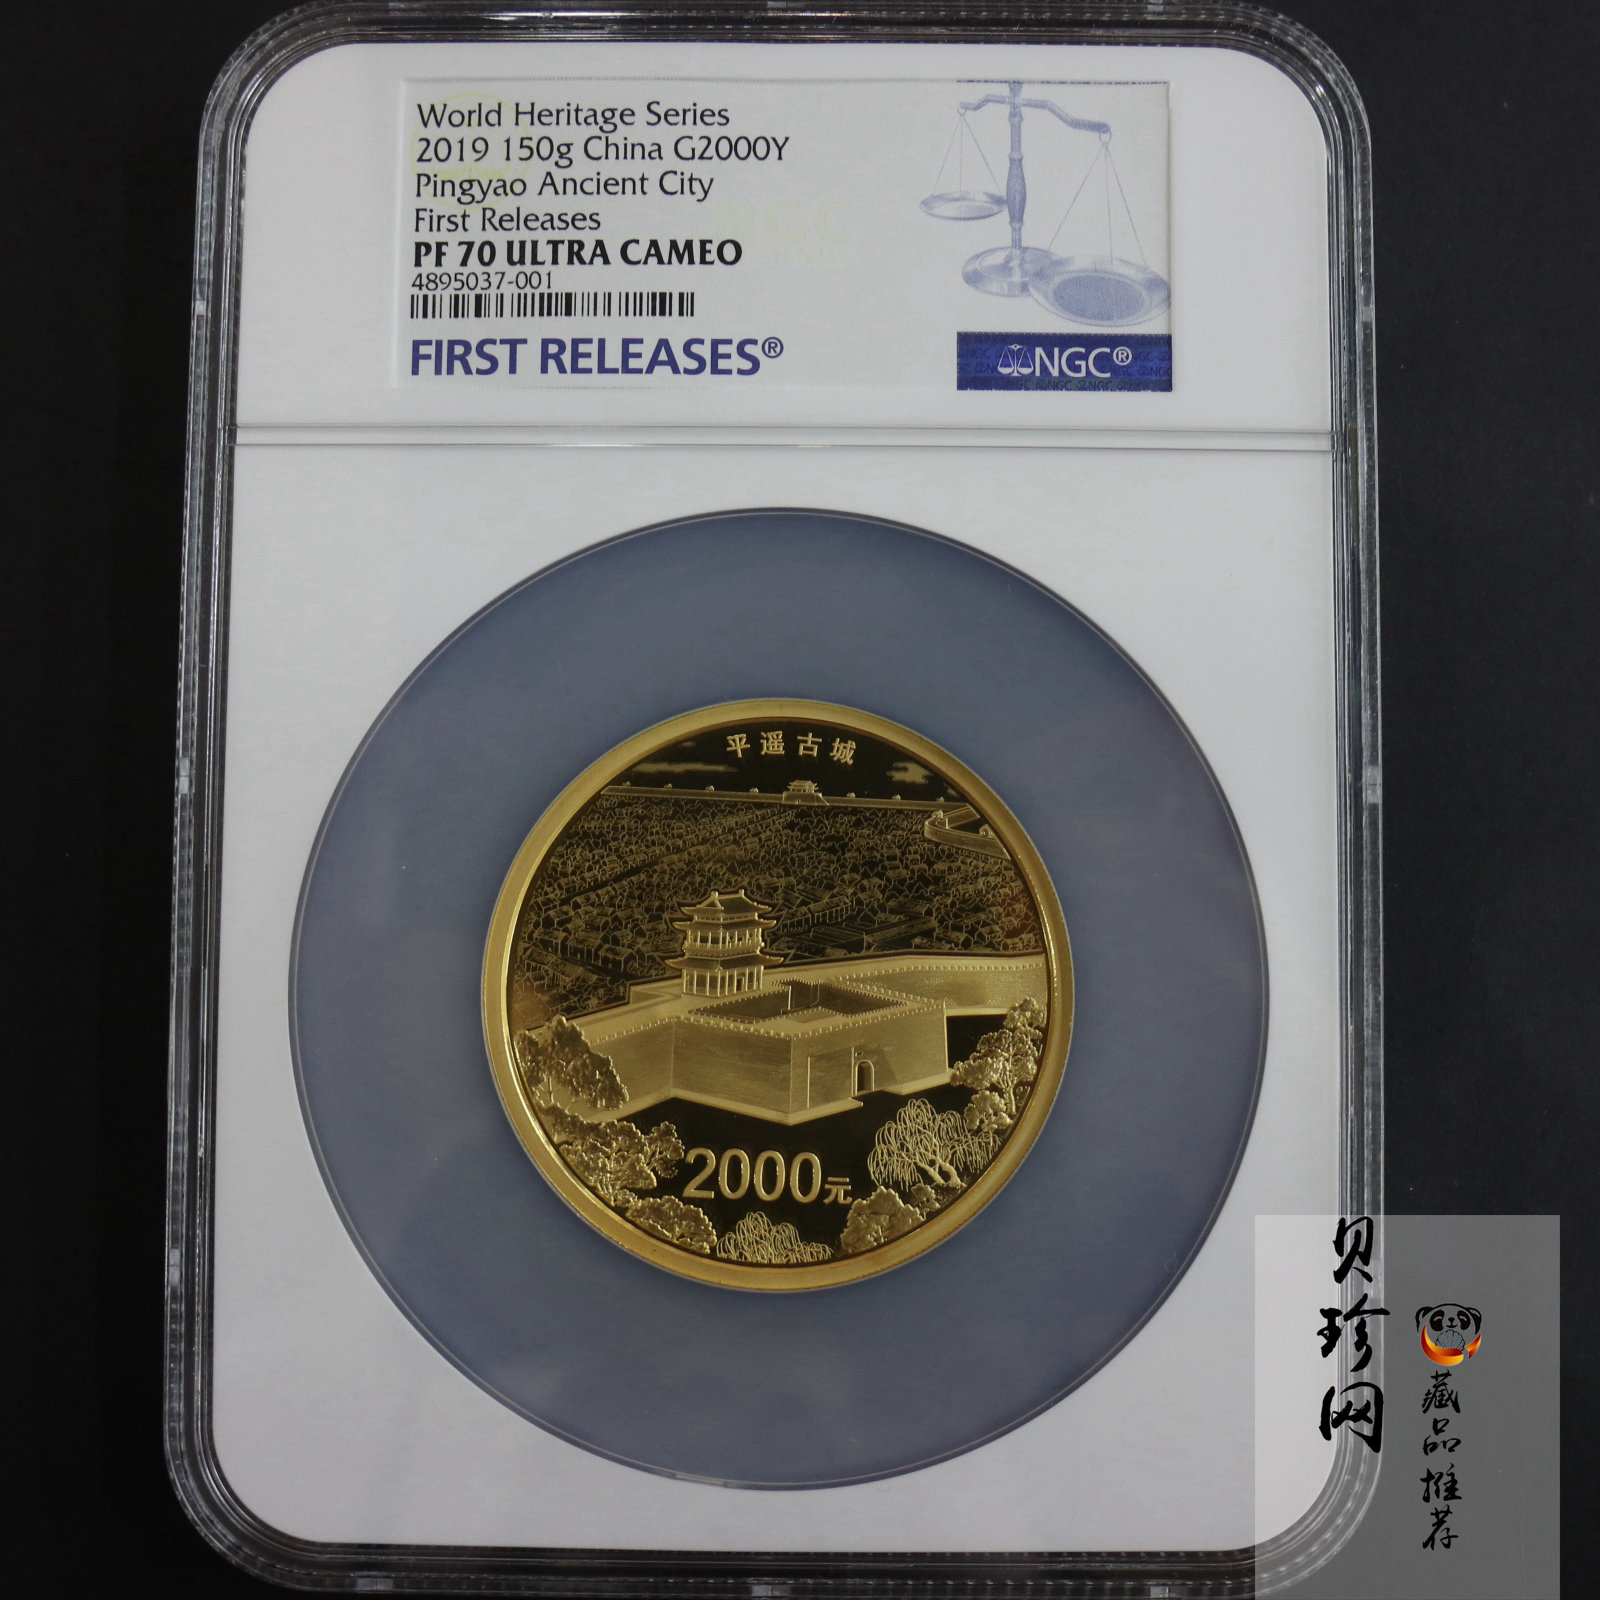 World Heritage Series
2019 150g China G2000Y
Pingyao Ancient City
First Releases
PF 70 ULTRA CAMEO
4895037-001
FIRST RELEASES®
NGC®
平遥古城
2000元
贝珍网
藏品推荐